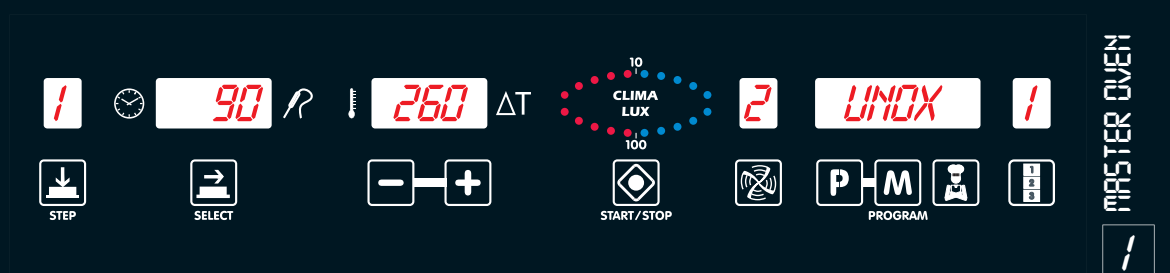 10
1
90
260
ΔT
CLIMA
LUX
2
UNOX
1
100
STEP
SELECT
START/STOP
P
M
PROGRAM
1
2
3
MASTER OVEN
1